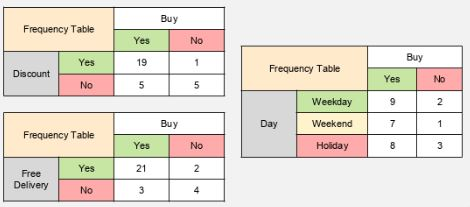 Frequency Table Buy
Yes No
Discount Yes 19 1
No 5 5
Frequency Table Buy
Yes No
Free Delivery Yes 21 2
No 3 4
Frequency Table Buy
Yes No
Day Weekday 9 2
Weekend 7 1
Holiday 8 3